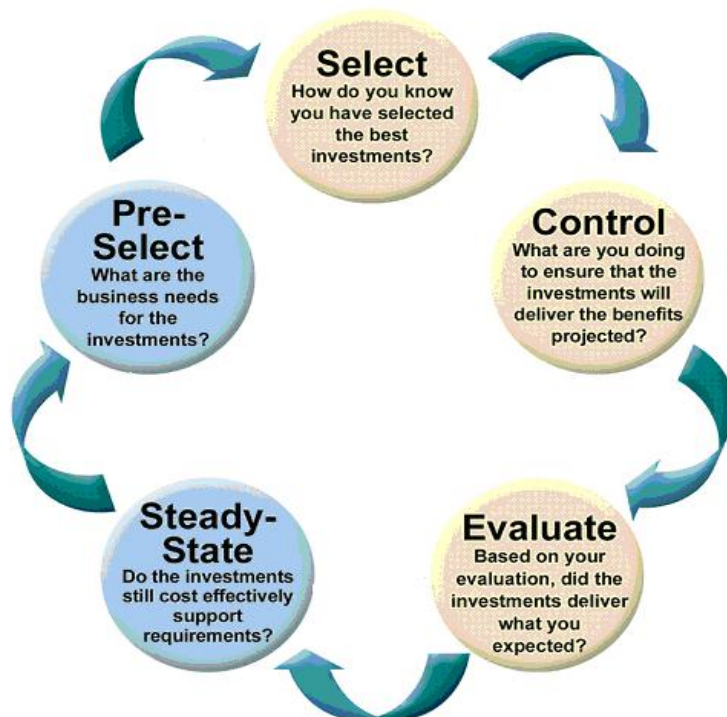 Select
How do you know
you have selected
the best
investments?
Control
What are you doing
to ensure that the
investments will
deliver the benefits
projected?
Evaluate
Based on your
evaluation, did the
investments deliver
what you
expected?
Steady-
State
Do the investments
still cost effectively
support
requirements?
Pre-
Select
What are the
business needs
for the
investments?